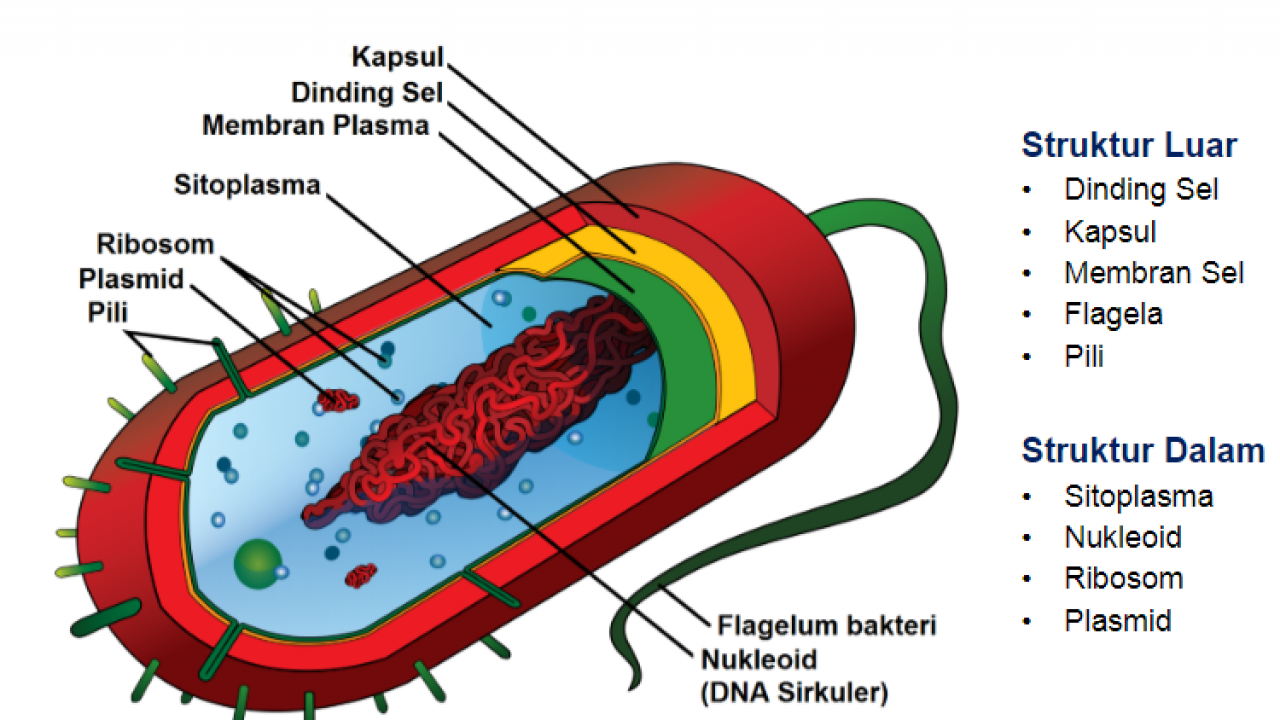 Kapsul
Dinding Sel
Membran Plasma
Sitoplasma
Ribosom
Plasmid
Pili
Flagelum bakteri
Nukleoid
(DNA Sirkuler)
Struktur Luar
• Dinding Sel
• Kapsul
• Membran Sel
• Flagela
• Pili
Struktur Dalam
• Sitoplasma
• Nukleoid
• Ribosom
• Plasmid